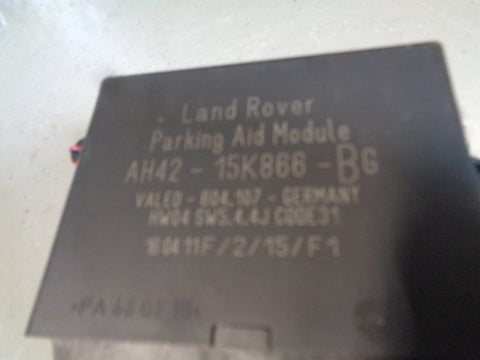 Land Rover
Parking Aid Module
AH42 - 15K866 - BG
VALEO - 604.107 - GERMANY
HW04 SW5.4.4J CODE31
160411F/2/15/F1